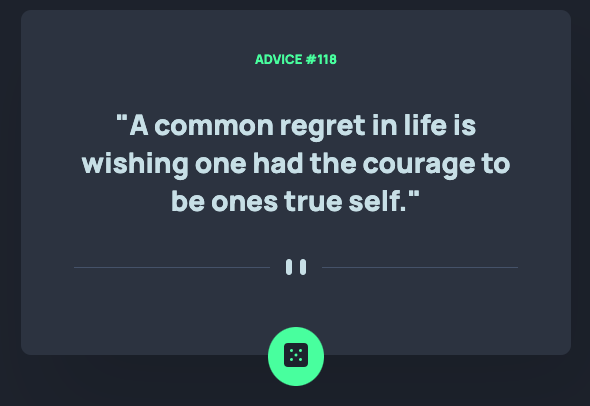 ADVICE #118
"A common regret in life is
wishing one had the courage to
be ones true self."